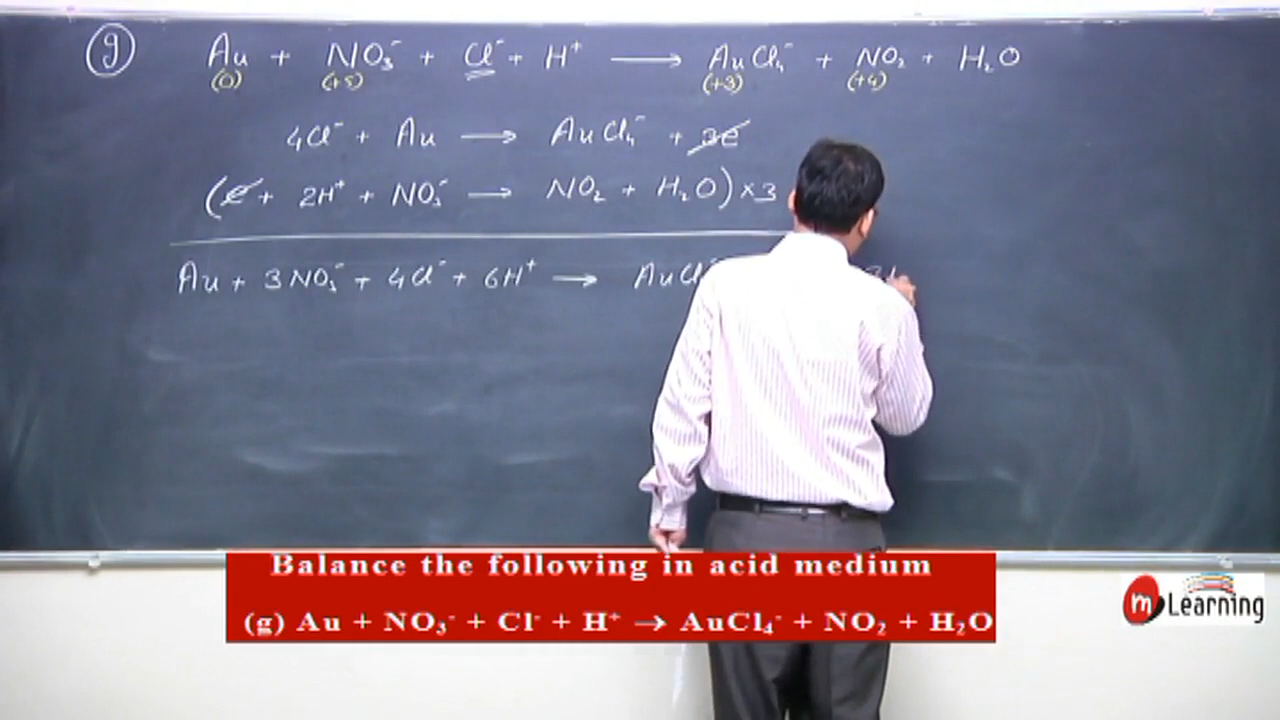 (g) Au + NO₃⁻ + Cl⁻ + H⁺ ⟶ AuCl₄⁻ + NO₂ + H₂O
(0) (+5) (+3) (+4)
4Cl⁻ + Au ⟶ AuCl₄⁻ + 3e
(e + 2H⁺ + NO₃⁻ ⟶ NO₂ + H₂O) × 3
Au + 3NO₃⁻ + 4Cl⁻ + 6H⁺ ⟶ AuCl
Balance the following in acid medium
(g) Au + NO₃⁻ + Cl⁻ + H⁺ → AuCl₄⁻ + NO₂ + H₂O
m Learning